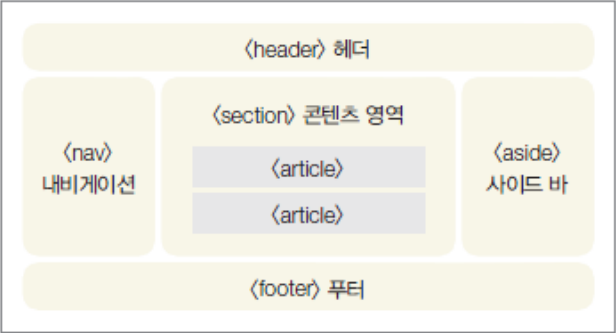 〈header〉 헤더
〈nav〉
내비게이션
〈section〉 콘텐츠 영역
〈article〉
〈article〉
〈aside〉
사이드 바
〈footer〉 푸터